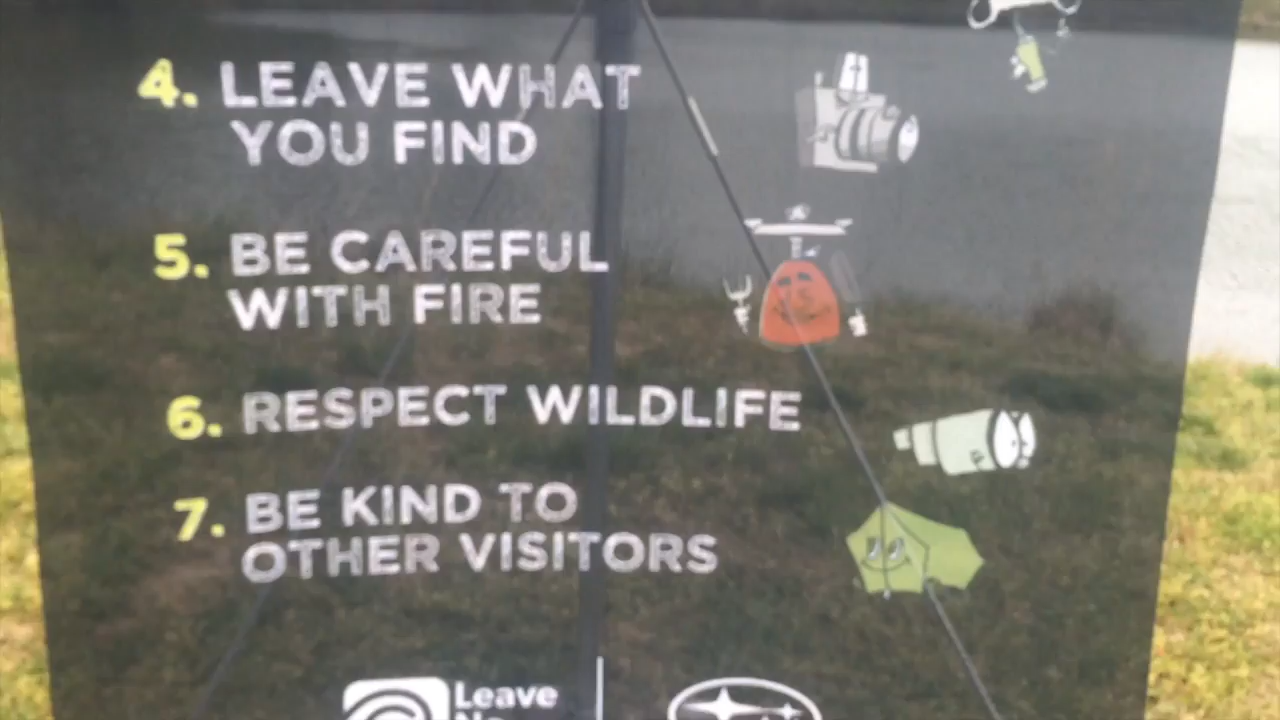 4. LEAVE WHAT
YOU FIND
5. BE CAREFUL
WITH FIRE
6. RESPECT WILDLIFE
7. BE KIND TO
OTHER VISITORS
Leave
No